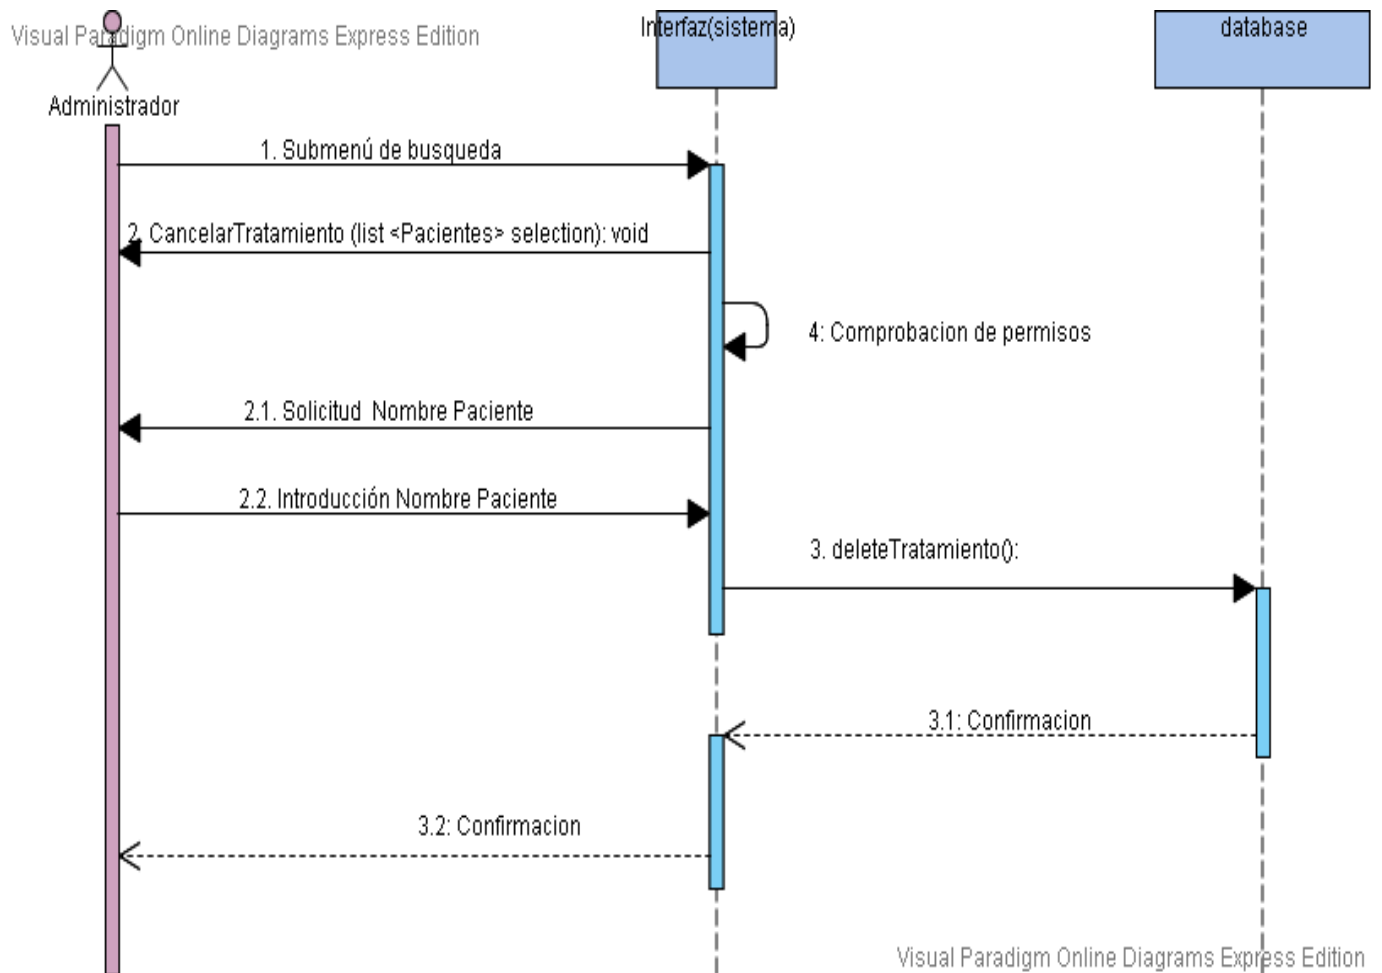 Visual Paradigm Online Diagrams Express Edition
Interfaz(sistema)
database
Administrador
1. Submenú de busqueda
2. CancelarTratamiento (list <Pacientes> selection): void
4: Comprobacion de permisos
2.1. Solicitud Nombre Paciente
2.2. Introducción Nombre Paciente
3. deleteTratamiento():
3.1: Confirmacion
3.2: Confirmacion
Visual Paradigm Online Diagrams Express Edition